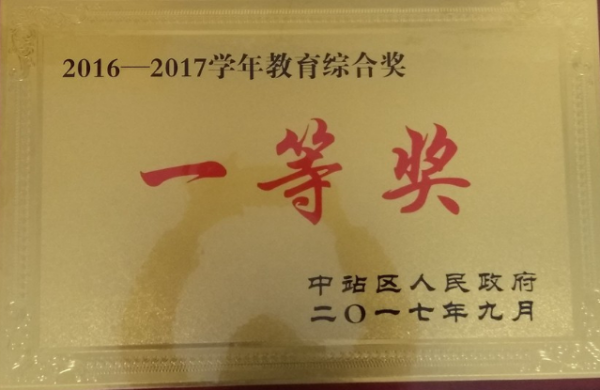 2016—2017学年教育综合奖
一等奖
中站区人民政府
二〇一七年九月